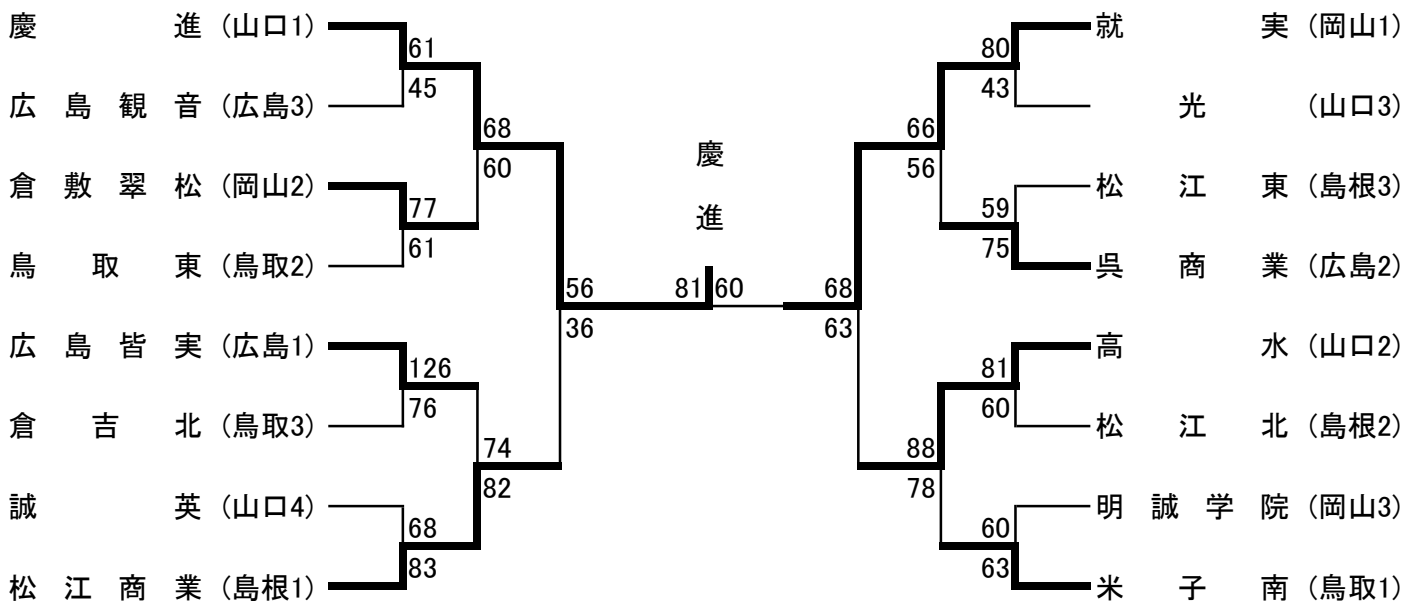 慶進 (山口1)
61
45
広島観音 (広島3)
68
60
倉敷翠松 (岡山2)
77
61
鳥取東 (鳥取2)
56
36
広島皆実 (広島1)
126
76
倉吉北 (鳥取3)
74
82
誠英 (山口4)
68
83
松江商業 (島根1)
慶進
81 60
就実 (岡山1)
80
43
光 (山口3)
66
56
松江東 (島根3)
59
75
呉商業 (広島2)
68
63
高水 (山口2)
81
60
松江北 (島根2)
88
78
明誠学院 (岡山3)
60
63
米子南 (鳥取1)